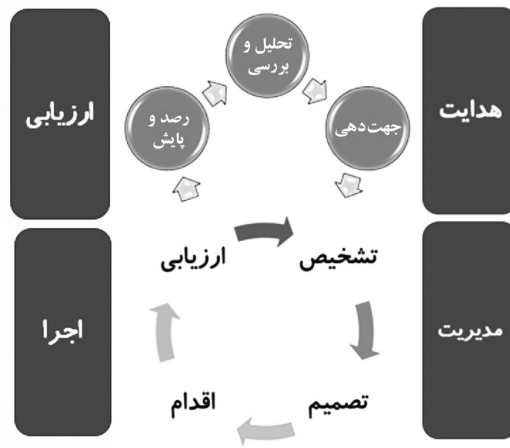 هدایت
تحلیل و
بررسی
ارزیابی
جهت‌دهی
رصد و
پایش
تشخیص
ارزیابی
مدیریت
اجرا
تصمیم
اقدام